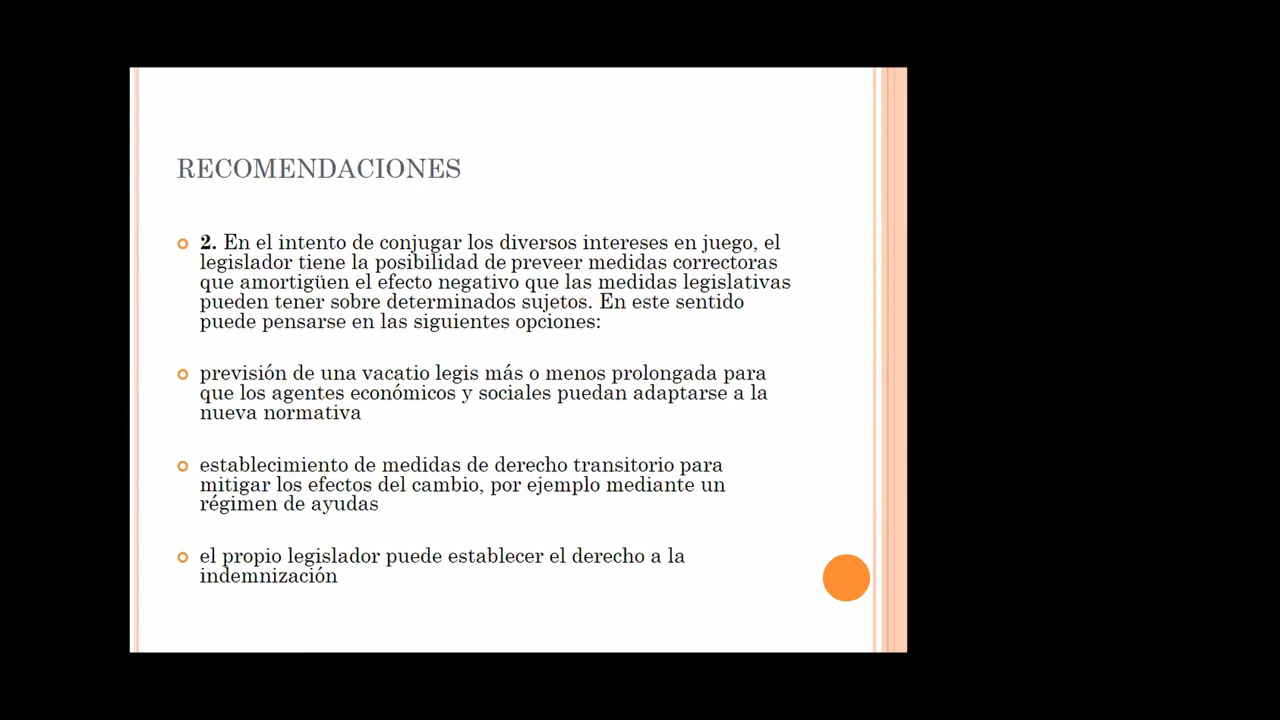 RECOMENDACIONES
2. En el intento de conjugar los diversos intereses en juego, el
legislador tiene la posibilidad de preveer medidas correctoras
que amortigüen el efecto negativo que las medidas legislativas
pueden tener sobre determinados sujetos. En este sentido
puede pensarse en las siguientes opciones:
previsión de una vacatio legis más o menos prolongada para
que los agentes económicos y sociales puedan adaptarse a la
nueva normativa
establecimiento de medidas de derecho transitorio para
mitigar los efectos del cambio, por ejemplo mediante un
régimen de ayudas
el propio legislador puede establecer el derecho a la
indemnización